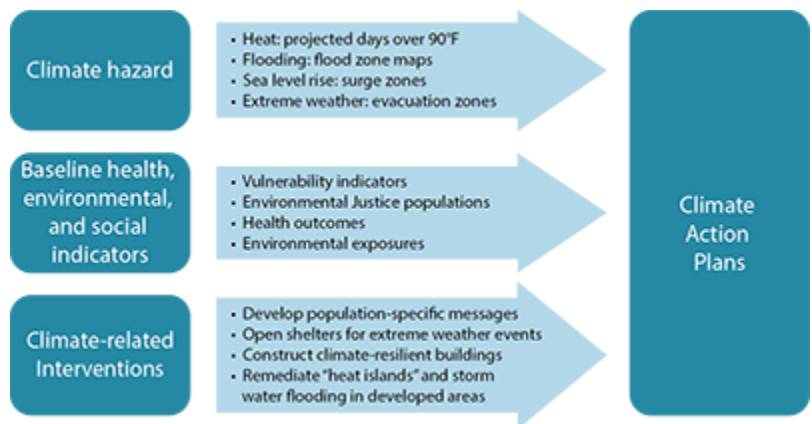 Climate hazard
• Heat: projected days over 90°F
• Flooding: flood zone maps
• Sea level rise: surge zones
• Extreme weather: evacuation zones
Baseline health,
environmental,
and social
indicators
• Vulnerability indicators
• Environmental Justice populations
• Health outcomes
• Environmental exposures
Climate-related
Interventions
• Develop population-specific messages
• Open shelters for extreme weather events
• Construct climate-resilient buildings
• Remediate “heat islands” and storm
water flooding in developed areas
Climate
Action
Plans